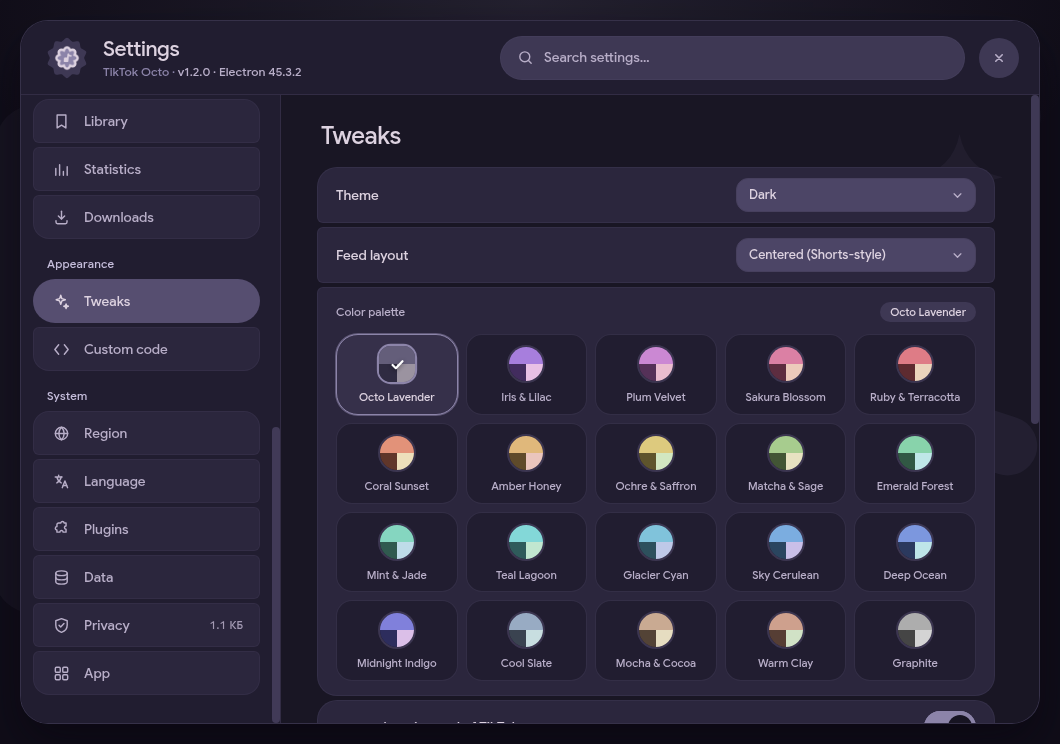 Settings
TikTok Octo · v1.2.0 · Electron 45.3.2
Search settings...
Library
Statistics
Downloads
Appearance
Tweaks
Custom code
System
Region
Language
Plugins
Data
Privacy 1.1 КБ
App
Tweaks
Theme Dark
Feed layout Centered (Shorts-style)
Color palette Octo Lavender
Octo Lavender Iris & Lilac Plum Velvet Sakura Blossom Ruby & Terracotta
Coral Sunset Amber Honey Ochre & Saffron Matcha & Sage Emerald Forest
Mint & Jade Teal Lagoon Glacier Cyan Sky Cerulean Deep Ocean
Midnight Indigo Cool Slate Mocha & Cocoa Warm Clay Graphite